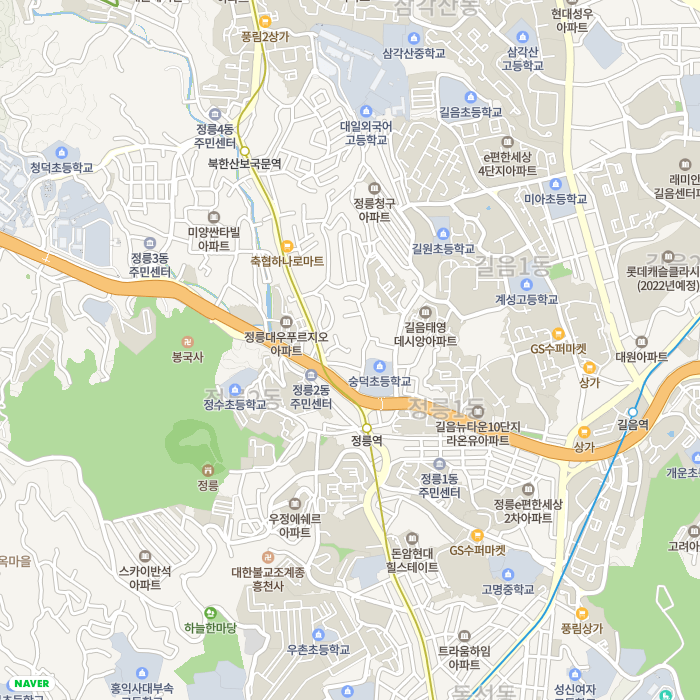 삼각산동
현대성우
아파트
풍림2상가
삼각산중학교
삼각산
고등학교
길음초등학교
정릉4동
주민센터
대일외국어
고등학교
e편한세상
4단지아파트
북한산보국문역
청덕초등학교
래미안
길음센터피
미아초등학교
정릉청구
아파트
미양싼타빌
아파트
정릉3동
주민센터
축협하나로마트
길원초등학교
길음1동
롯데캐슬클라시
(2022년예정)
계성고등학교
길음태영
데시앙아파트
정릉대우푸르지오
아파트
봉국사
GS수퍼마켓
대원아파트
상가
숭덕초등학교
정릉2동
주민센터
정수초등학교
정릉1동
길음뉴타운10단지
라온유아파트
길음역
정릉역
상가
정릉
정릉1동
주민센터
개운초등
정릉e편한세상
2차아파트
우정에쉐르
아파트
스카이반석
아파트
돈암현대
힐스테이트
GS수퍼마켓
고려아
옥마을
대한불교조계종
흥천사
고명중학교
하늘한마당
풍림상가
우촌초등학교
트라움하임
아파트
홍익사대부속
성신여자
동선동
NAVER